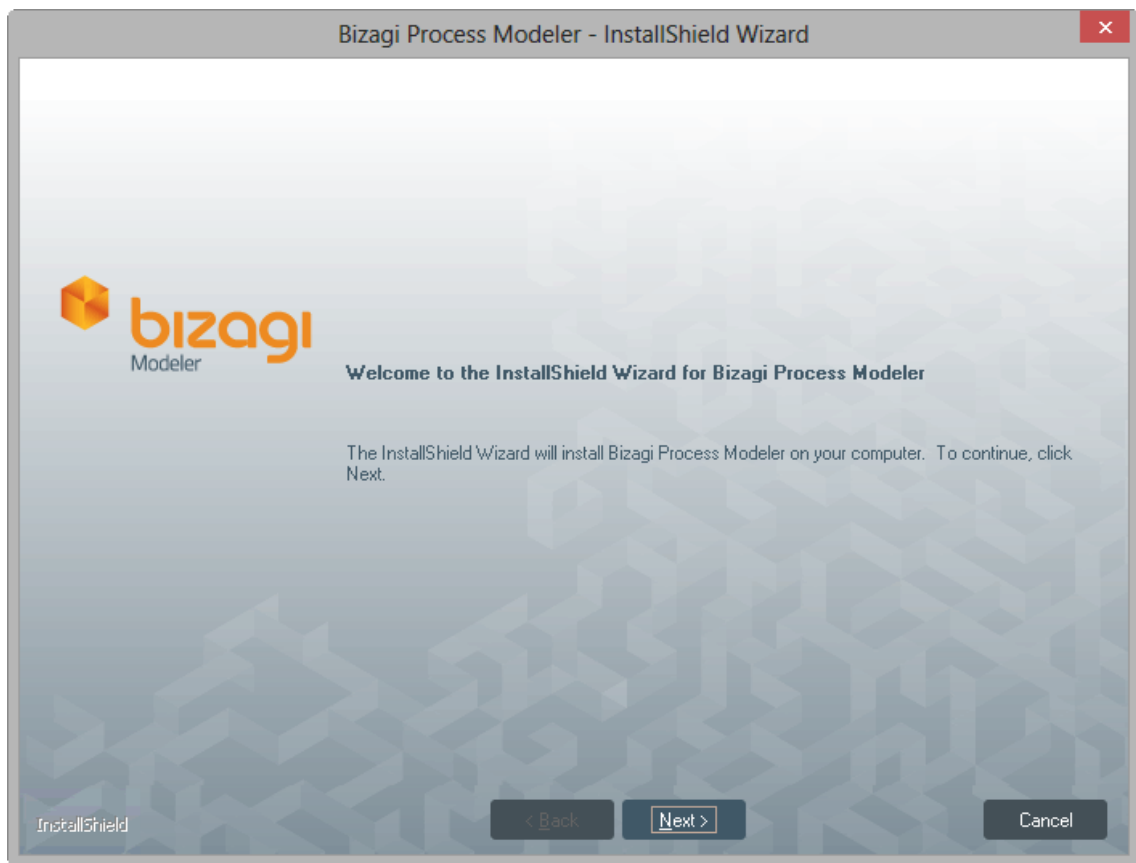 Bizagi Process Modeler - InstallShield Wizard
bizagi
Modeler
Welcome to the InstallShield Wizard for Bizagi Process Modeler
The InstallShield Wizard will install Bizagi Process Modeler on your computer.  To continue, click
Next.
InstallShield
< Back
Next >
Cancel